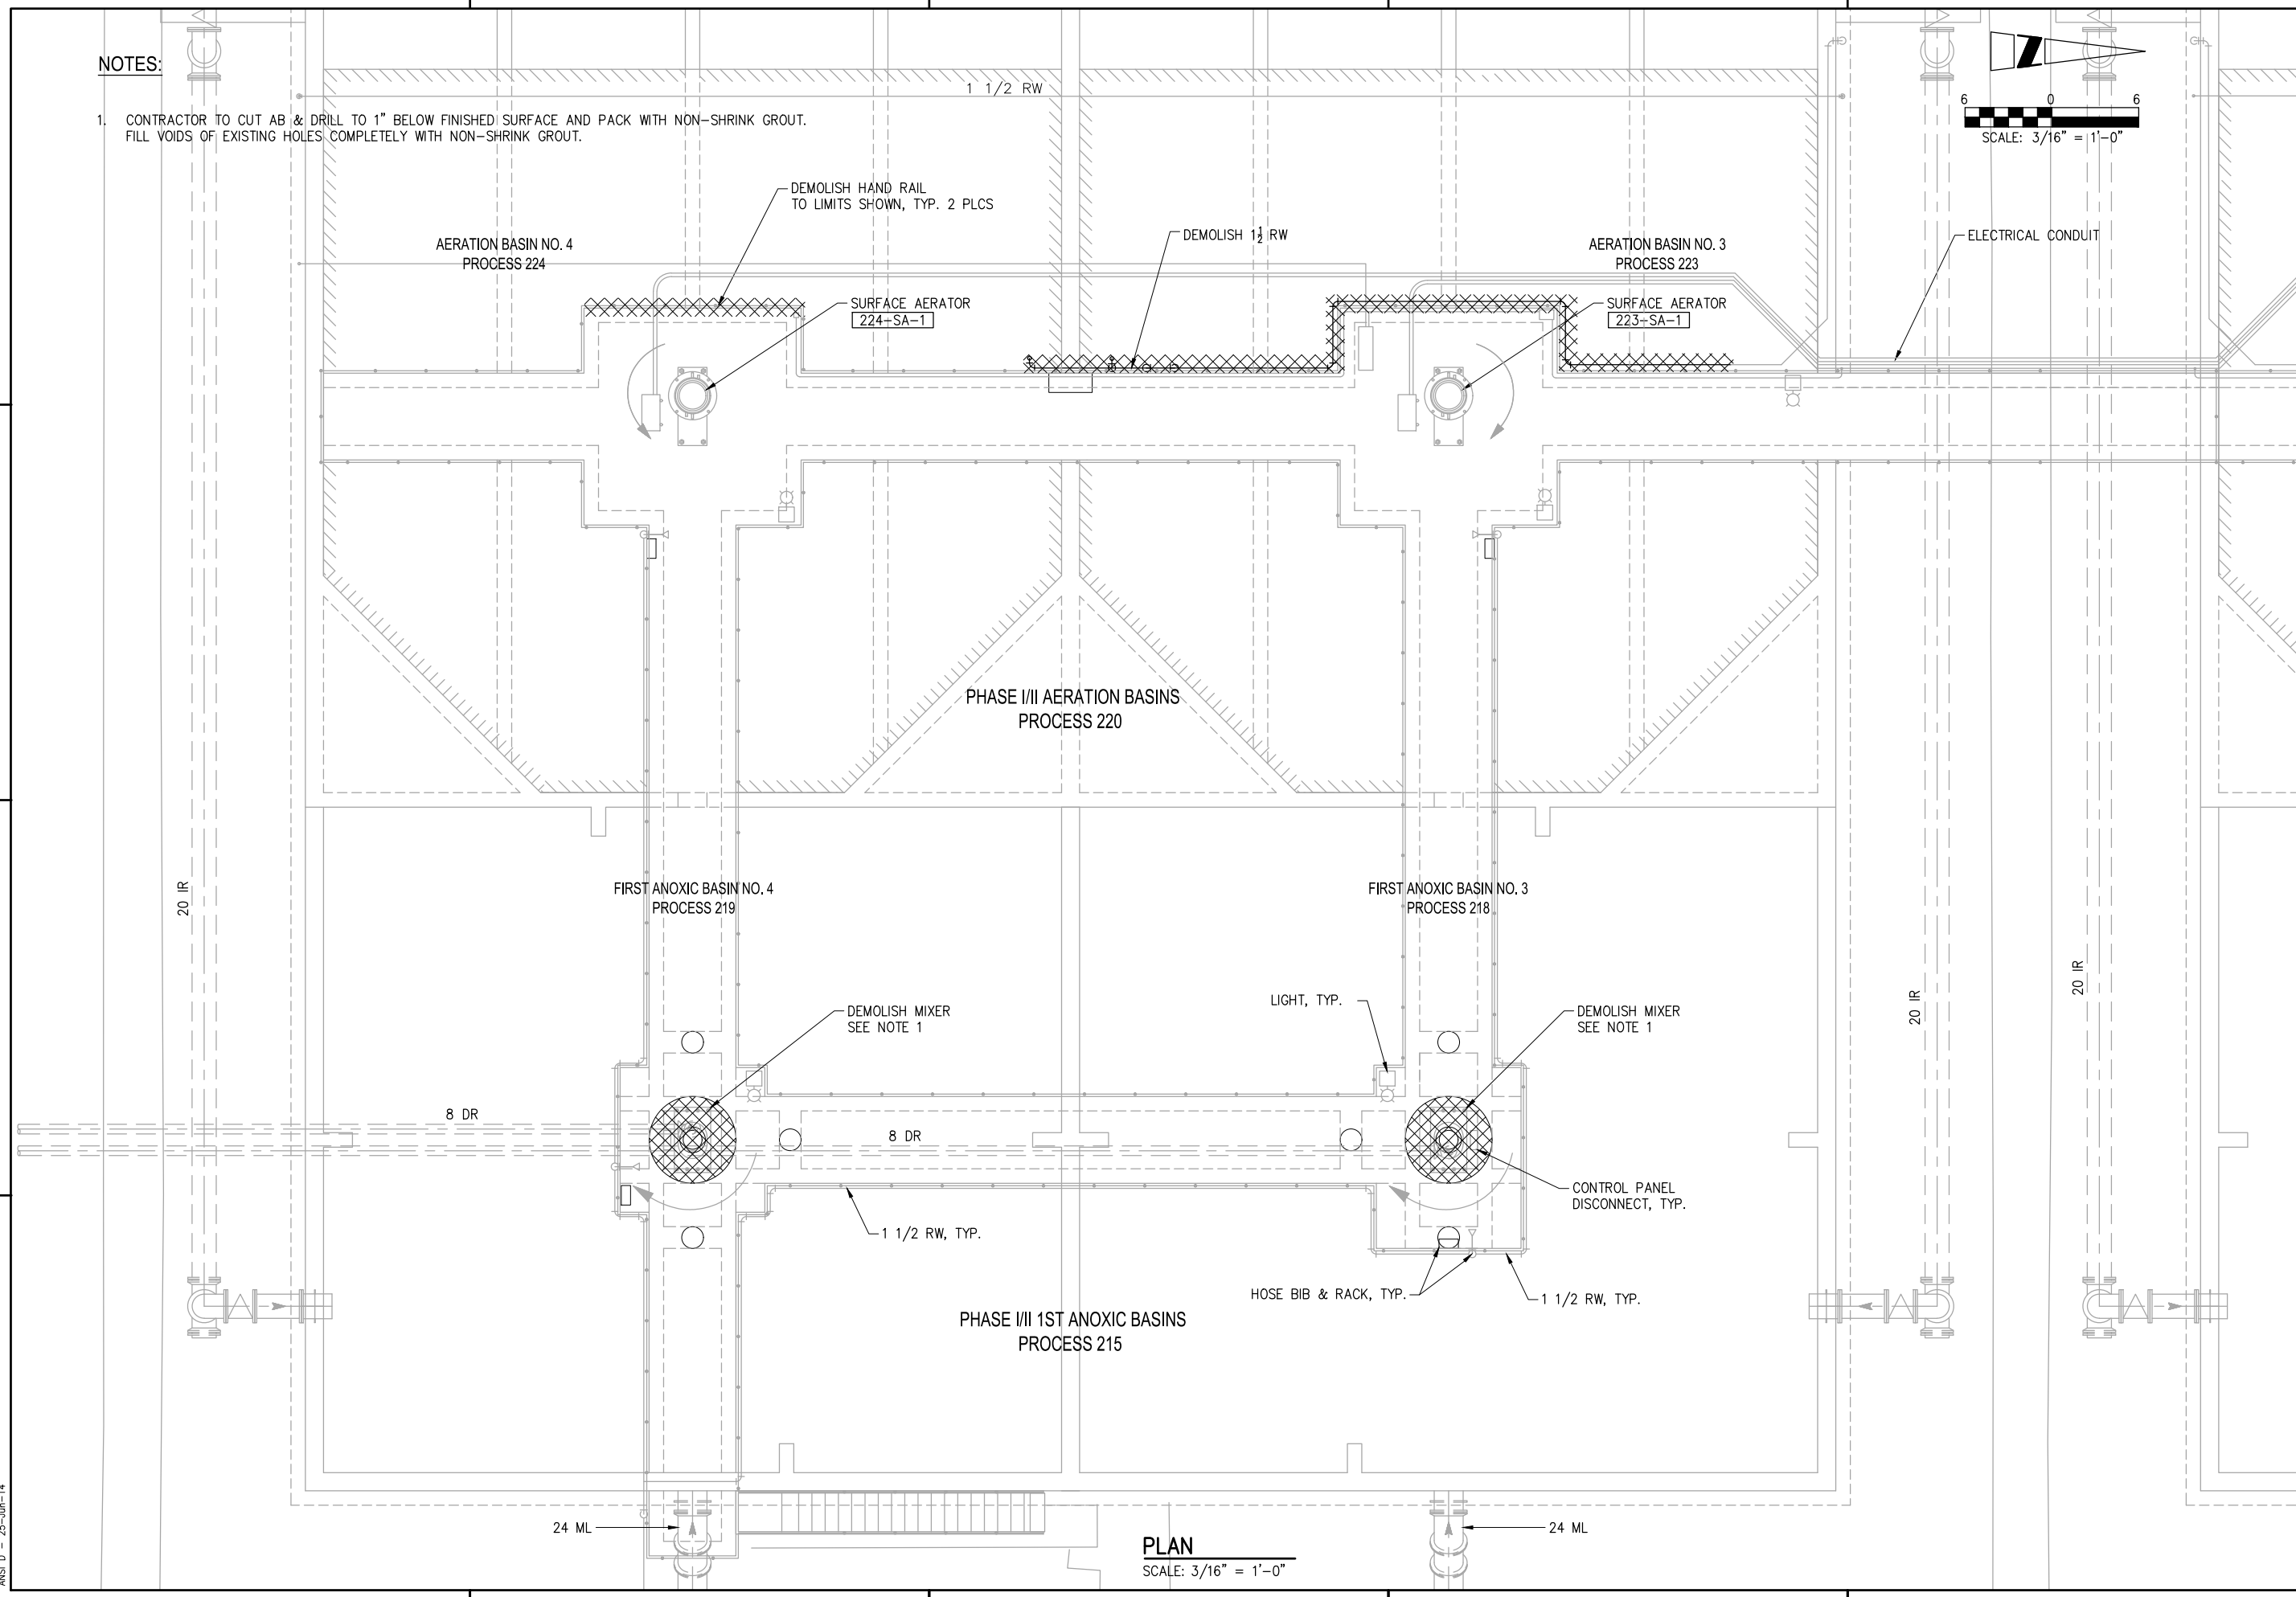 NOTES:
1. CONTRACTOR TO CUT AB & DRILL TO 1" BELOW FINISHED SURFACE AND PACK WITH NON-SHRINK GROUT.
FILL VOIDS OF EXISTING HOLES COMPLETELY WITH NON-SHRINK GROUT.
1 1/2 RW
6 0 6
SCALE: 3/16" = 1'-0"
DEMOLISH HAND RAIL
TO LIMITS SHOWN, TYP. 2 PLCS
AERATION BASIN NO. 4
PROCESS 224
DEMOLISH 1½ RW
AERATION BASIN NO. 3
PROCESS 223
ELECTRICAL CONDUIT
SURFACE AERATOR
224-SA-1
SURFACE AERATOR
223-SA-1
PHASE I/II AERATION BASINS
PROCESS 220
20 IR
FIRST ANOXIC BASIN NO. 4
PROCESS 219
FIRST ANOXIC BASIN NO. 3
PROCESS 218
20 IR
20 IR
DEMOLISH MIXER
SEE NOTE 1
LIGHT, TYP.
DEMOLISH MIXER
SEE NOTE 1
8 DR
8 DR
CONTROL PANEL
DISCONNECT, TYP.
1 1/2 RW, TYP.
HOSE BIB & RACK, TYP.
1 1/2 RW, TYP.
PHASE I/II 1ST ANOXIC BASINS
PROCESS 215
24 ML
24 ML
PLAN
SCALE: 3/16" = 1'-0"
ANSI D - 25-Jun-14